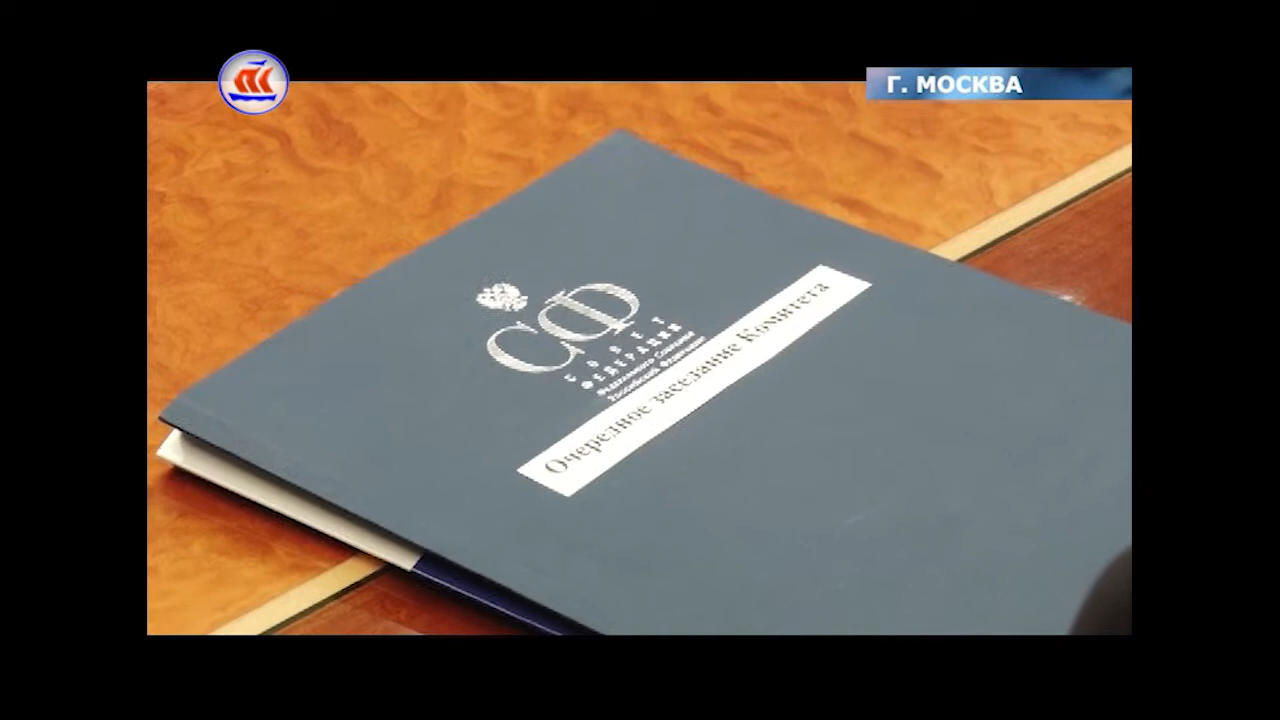 Г. МОСКВА
СФ
СОВЕТ
ФЕДЕРАЦИИ
Федерального Собрания
Российской Федерации
Очередное заседание Комитета